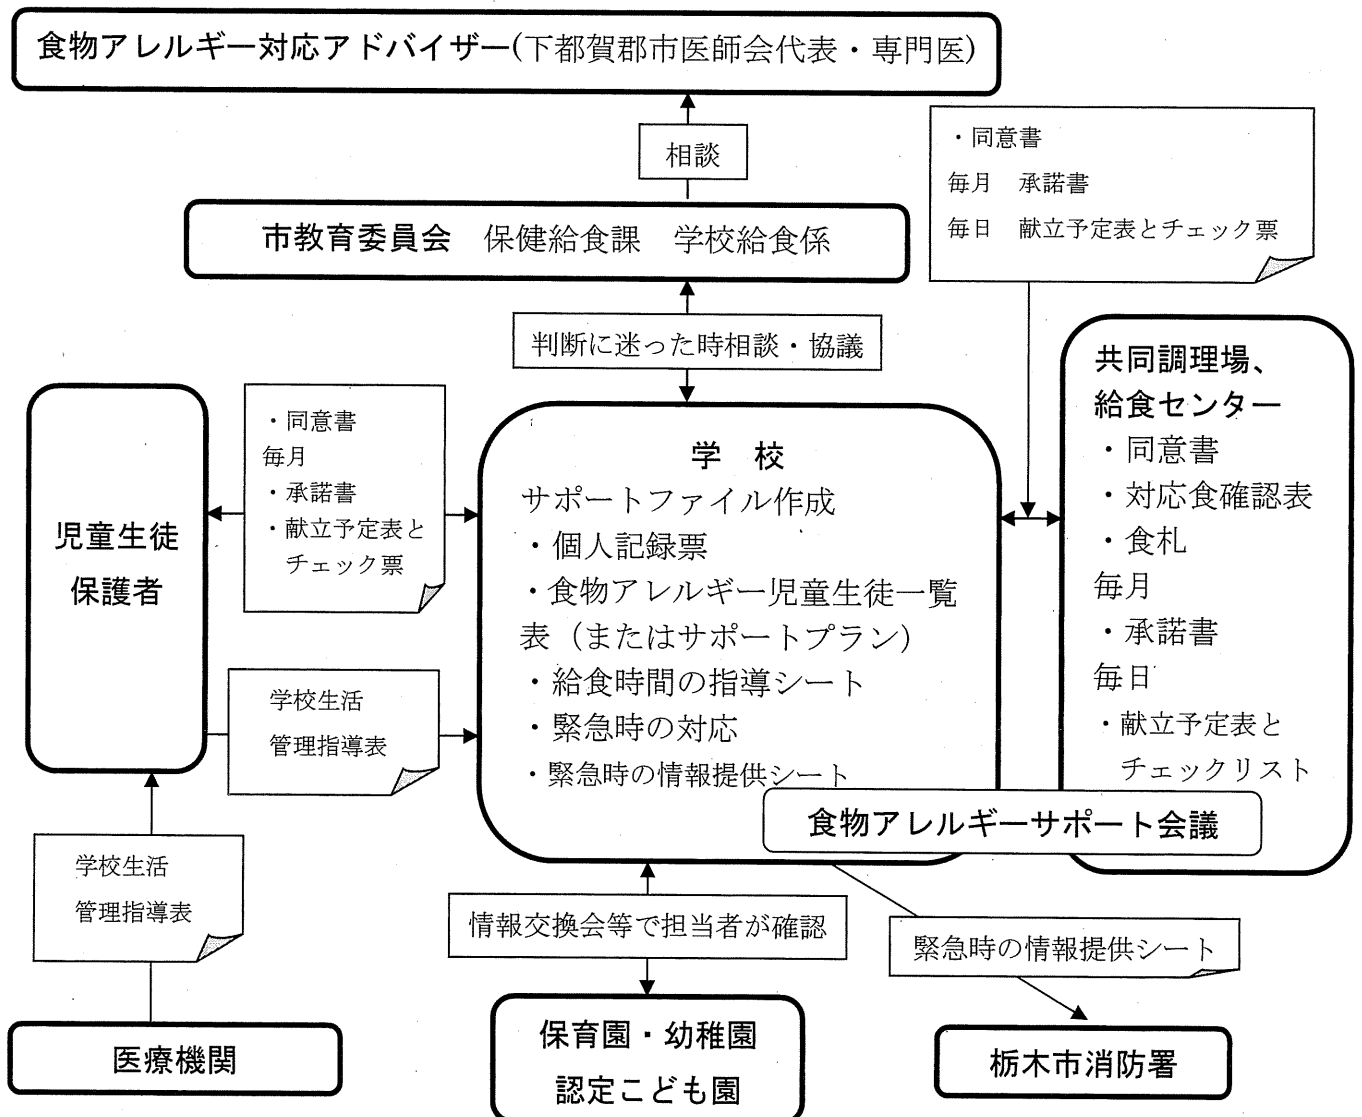 食物アレルギー対応アドバイザー(下都賀郡市医師会代表・専門医)
相談
市教育委員会　保健給食課　学校給食係
・同意書
毎月　承諾書
毎日　献立予定表とチェック票
判断に迷った時相談・協議
児童生徒
保護者
・同意書
毎月
・承諾書
・献立予定表と
チェック票
学校生活
管理指導表
学　校
サポートファイル作成
・個人記録票
・食物アレルギー児童生徒一覧
表（またはサポートプラン）
・給食時間の指導シート
・緊急時の対応
・緊急時の情報提供シート
共同調理場、
給食センター
・同意書
・対応食確認表
・食札
毎月
・承諾書
毎日
・献立予定表と
チェックリスト
食物アレルギーサポート会議
学校生活
管理指導表
医療機関
情報交換会等で担当者が確認
保育園・幼稚園
認定こども園
緊急時の情報提供シート
栃木市消防署